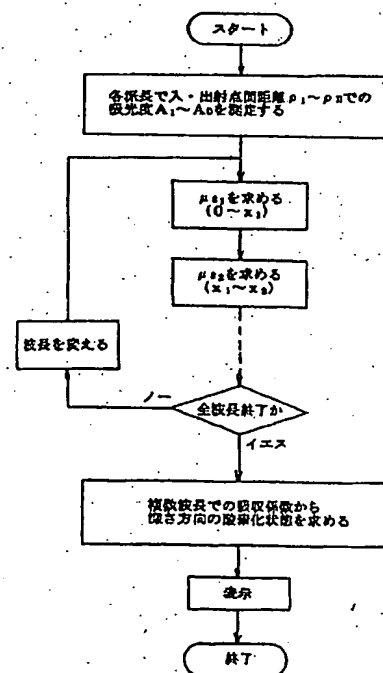 スタート
各波長で入・出射点間距離ρ₁～ρnでの
吸光度A₁～Anを測定する
μa₁を求める
(0～x₁)
μa₂を求める
(x₁～x₂)
波長を変える
ノー
全波長終了か
イエス
複数波長での吸収係数から
深さ方向の酸素化状態を求める
表示
終了